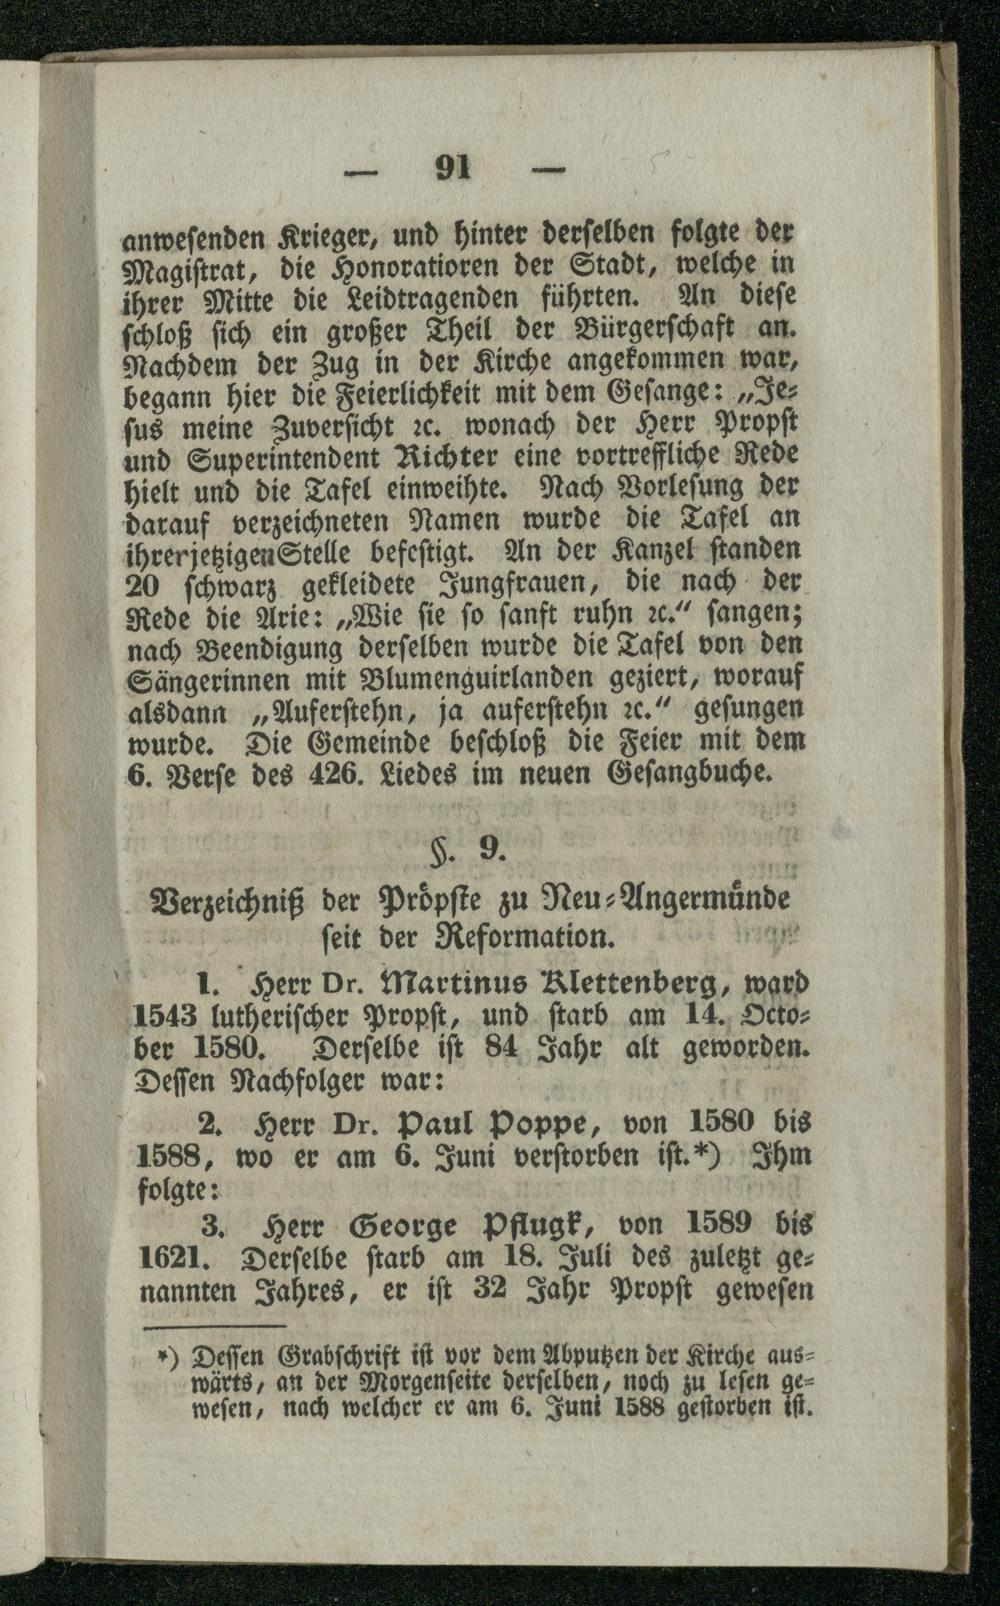 — 91 —
anwesenden Krieger, und hinter derselben folgte der
Magistrat, die Honoratioren der Stadt, welche in
ihrer Mitte die Leidtragenden führten. An diese
schloß sich ein großer Theil der Bürgerschaft an.
Nachdem der Zug in der Kirche angekommen war,
begann hier die Feierlichkeit mit dem Gesange: „Je⸗
sus meine Zuversicht ꝛc. wonach der Herr Propst
und Superintendent Richter eine vortreffliche Rede
hielt und die Tafel einweihte. Nach Vorlesung der
darauf verzeichneten Namen wurde die Tafel an
ihrer jetzigen Stelle befestigt. An der Kanzel standen
20 schwarz gekleidete Jungfrauen, die nach der
Rede die Arie: „Wie sie so sanft ruhn ꝛc.“ sangen;
nach Beendigung derselben wurde die Tafel von den
Sängerinnen mit Blumenguirlanden geziert, worauf
alsdann „Auferstehn, ja auferstehn ꝛc.“ gesungen
wurde. Die Gemeinde beschloß die Feier mit dem
6. Verse des 426. Liedes im neuen Gesangbuche.
§. 9.
Verzeichniß der Pröpste zu Neu⸗Angermünde
seit der Reformation.
1. Herr Dr. Martinus Klettenberg, ward
1543 lutherischer Propst, und starb am 14. Octo⸗
ber 1580. Derselbe ist 84 Jahr alt geworden.
Dessen Nachfolger war:
2. Herr Dr. Paul Poppe, von 1580 bis
1588, wo er am 6. Juni verstorben ist.*) Ihm
folgte:
3. Herr George Pflugk, von 1589 bis
1621. Derselbe starb am 18. Juli des zuletzt ge⸗
nannten Jahres, er ist 32 Jahr Propst gewesen
*) Dessen Grabschrift ist vor dem Abputzen der Kirche aus⸗
wärts, an der Morgenseite derselben, noch zu lesen ge⸗
wesen, nach welcher er am 6. Juni 1588 gestorben ist.